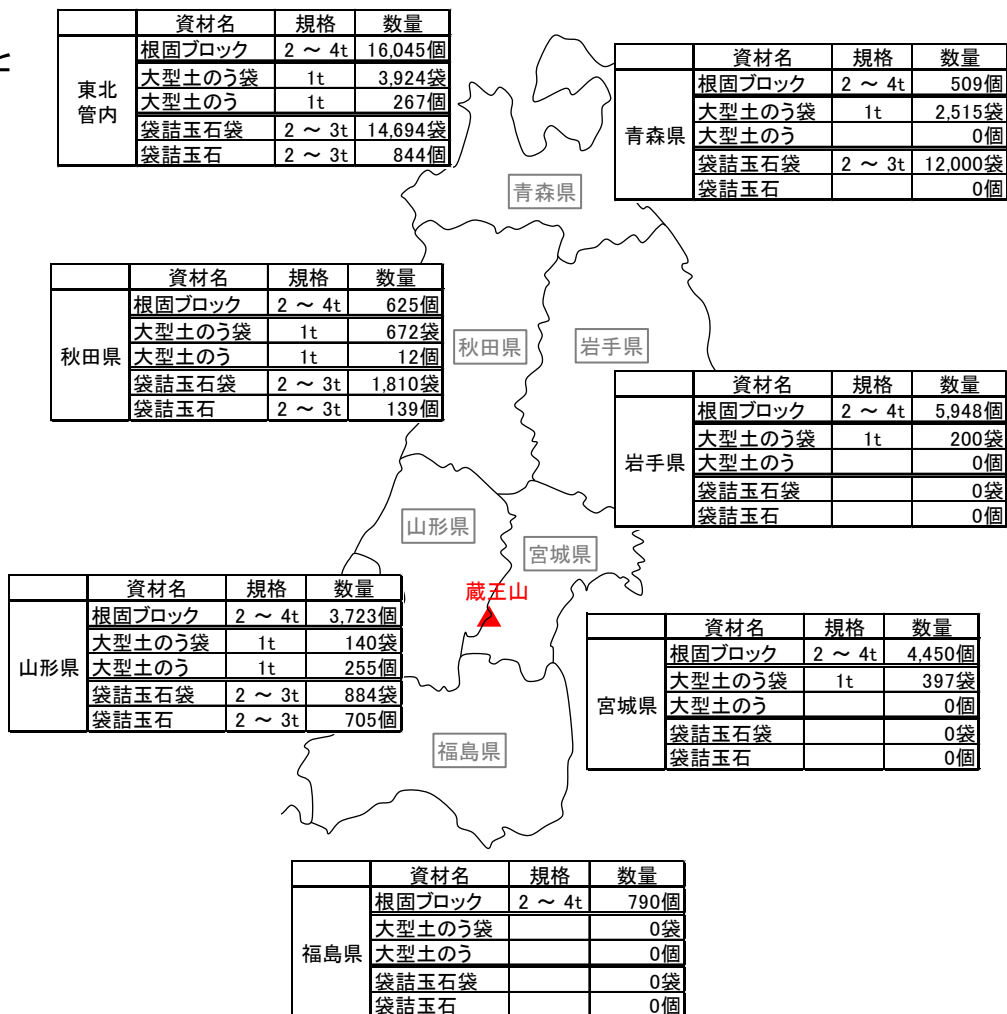 と
資材名 規格 数量
東北管内
根固ブロック 2 ～ 4t 16,045個
大型土のう袋 1t 3,924袋
大型土のう 1t 267個
袋詰玉石袋 2 ～ 3t 14,694袋
袋詰玉石 2 ～ 3t 844個
資材名 規格 数量
青森県
根固ブロック 2 ～ 4t 509個
大型土のう袋 1t 2,515袋
大型土のう 0個
袋詰玉石袋 2 ～ 3t 12,000袋
袋詰玉石 0個
青森県
資材名 規格 数量
秋田県
根固ブロック 2 ～ 4t 625個
大型土のう袋 1t 672袋
大型土のう 1t 12個
袋詰玉石袋 2 ～ 3t 1,810袋
袋詰玉石 2 ～ 3t 139個
秋田県
岩手県
資材名 規格 数量
岩手県
根固ブロック 2 ～ 4t 5,948個
大型土のう袋 1t 200袋
大型土のう 0個
袋詰玉石袋 0袋
袋詰玉石 0個
山形県
宮城県
蔵王山
資材名 規格 数量
山形県
根固ブロック 2 ～ 4t 3,723個
大型土のう袋 1t 140袋
大型土のう 1t 255個
袋詰玉石袋 2 ～ 3t 884袋
袋詰玉石 2 ～ 3t 705個
資材名 規格 数量
宮城県
根固ブロック 2 ～ 4t 4,450個
大型土のう袋 1t 397袋
大型土のう 0個
袋詰玉石袋 0袋
袋詰玉石 0個
福島県
資材名 規格 数量
福島県
根固ブロック 2 ～ 4t 790個
大型土のう袋 0袋
大型土のう 0個
袋詰玉石袋 0袋
袋詰玉石 0個